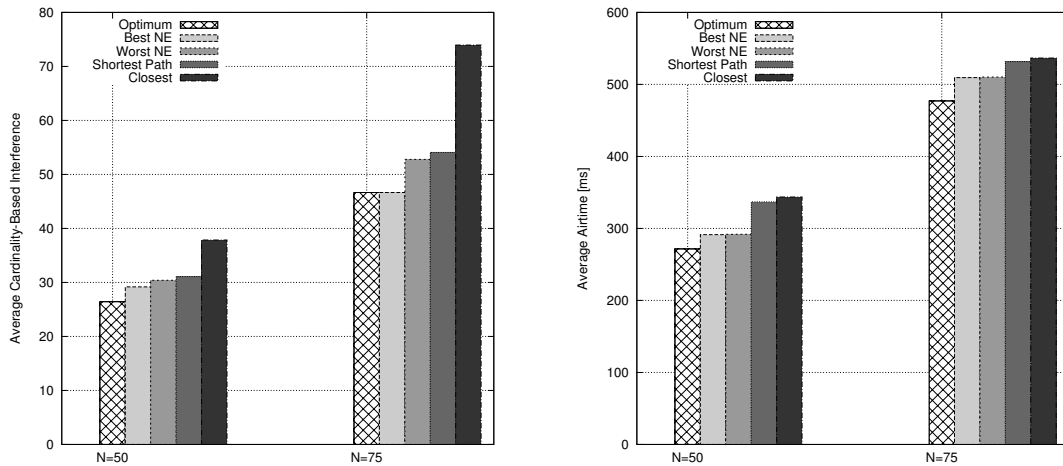 Average Cardinality-Based Interference
80
70
60
50
40
30
20
10
0
Optimum
Best NE
Worst NE
Shortest Path
Closest
N=50
N=75
Average Airtime [ms]
600
500
400
300
200
100
0
Optimum
Best NE
Worst NE
Shortest Path
Closest
N=50
N=75